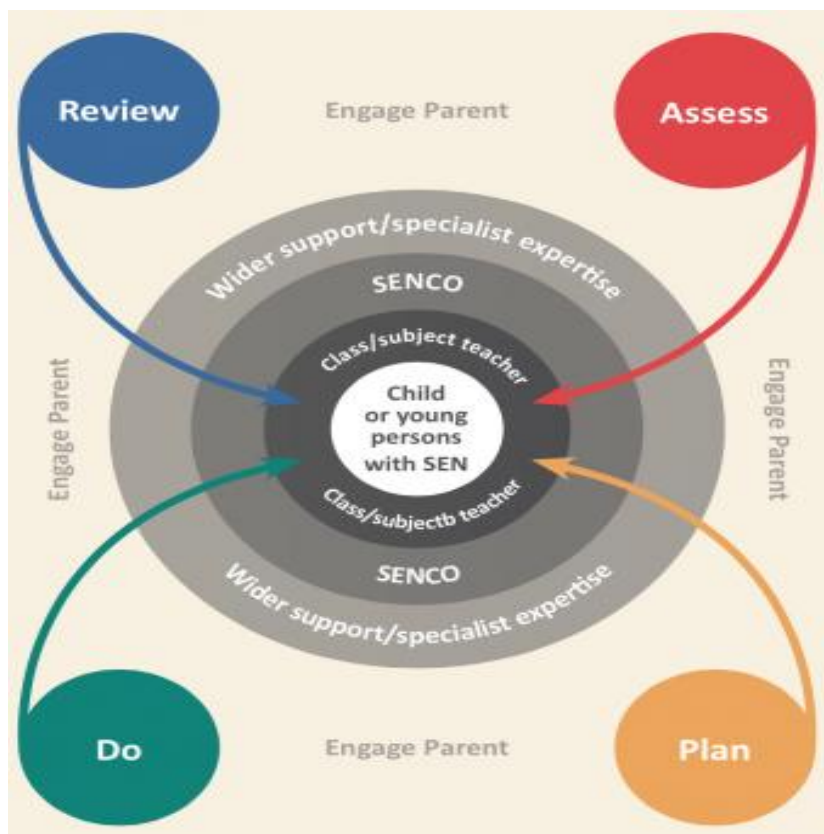 Review
Engage Parent
Assess
Wider support/specialist expertise
SENCO
Class/subject teacher
Engage Parent
Child
or young
persons
with SEN
Engage Parent
Class/subjectb teacher
SENCO
Wider support/specialist expertise
Do
Engage Parent
Plan